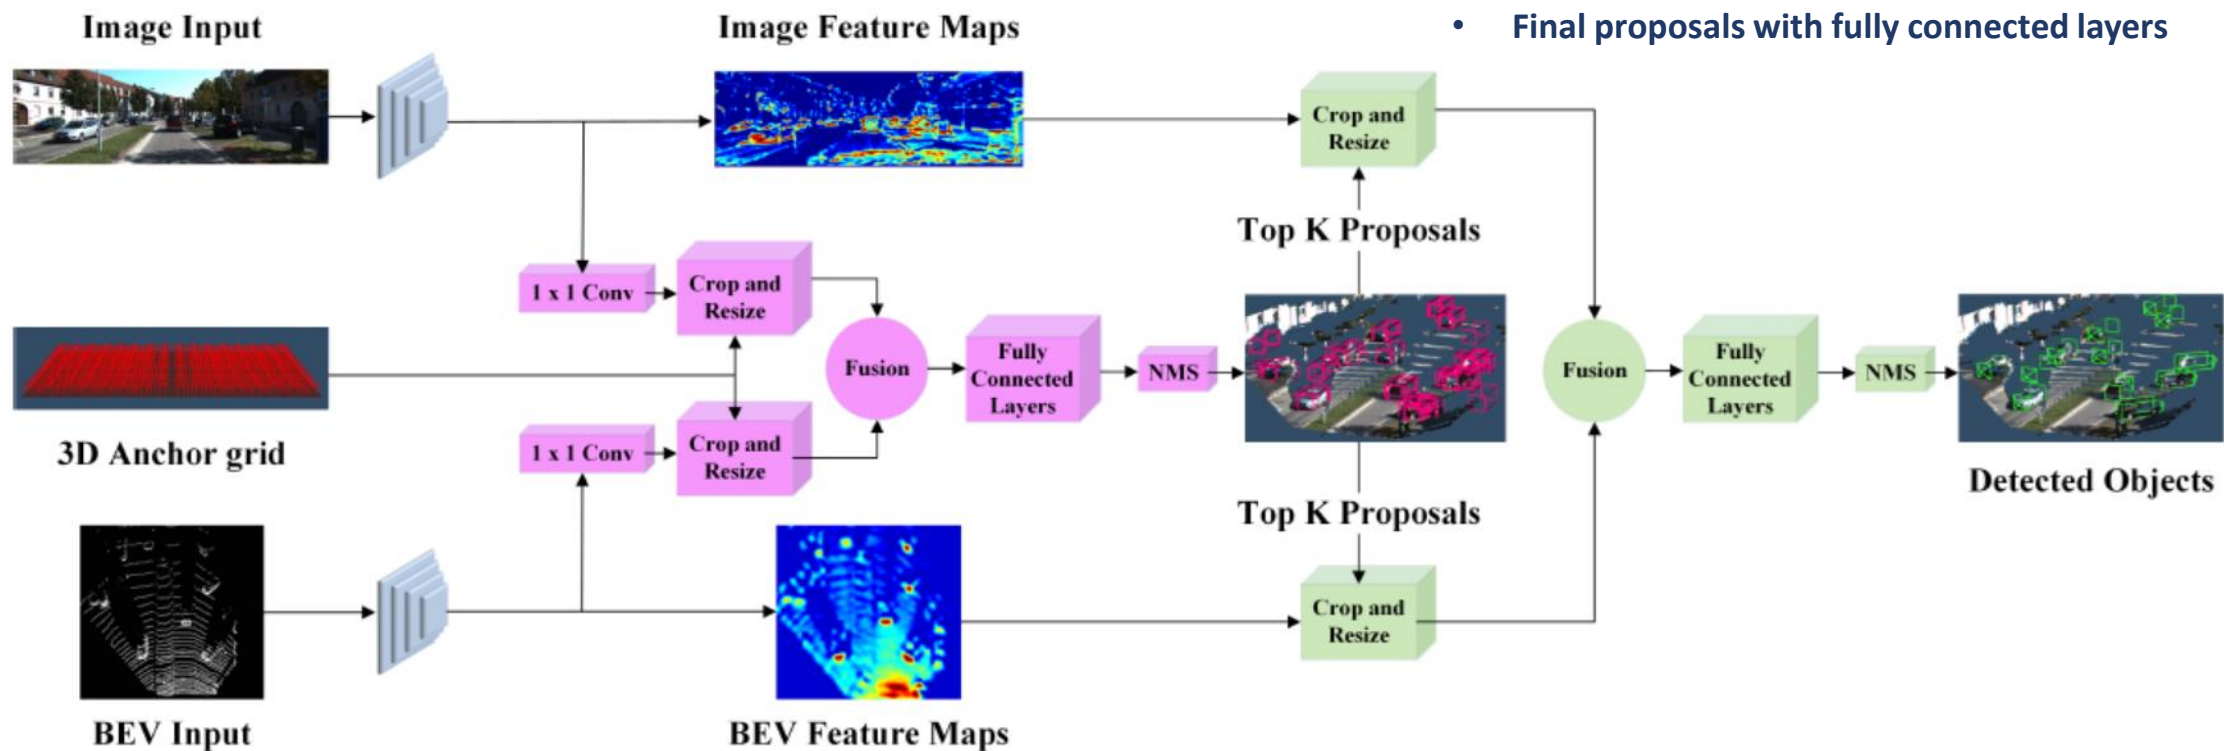 Image Input
Image Feature Maps
• Final proposals with fully connected layers
Crop and
Resize
Top K Proposals
1 x 1 Conv
Crop and
Resize
Fusion
Fully
Connected
Layers
NMS
Fusion
Fully
Connected
Layers
NMS
3D Anchor grid
1 x 1 Conv
Crop and
Resize
Detected Objects
Top K Proposals
Crop and
Resize
BEV Input
BEV Feature Maps